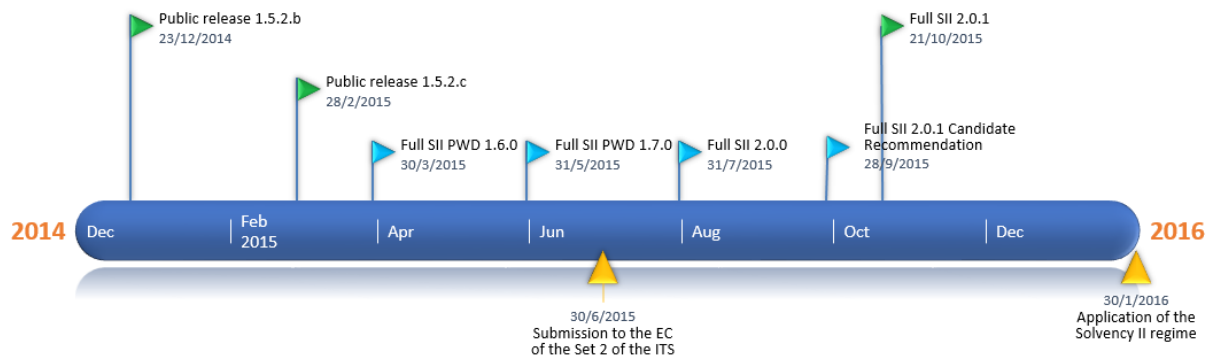 Public release 1.5.2.b
23/12/2014
Full SII 2.0.1
21/10/2015
Public release 1.5.2.c
28/2/2015
Full SII PWD 1.6.0
30/3/2015
Full SII PWD 1.7.0
31/5/2015
Full SII 2.0.0
31/7/2015
Full SII 2.0.1 Candidate
Recommendation
28/9/2015
2014
Dec
Feb
2015
Apr
Jun
Aug
Oct
Dec
2016
30/6/2015
Submission to the EC
of the Set 2 of the ITS
30/1/2016
Application of the
Solvency II regime